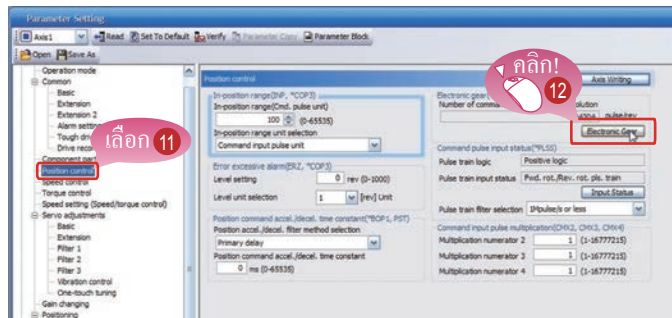 Parameter Setting
Axis1 Read Set To Default Verify Parameter Copy Parameter Block
Open Save As
Operation mode
Common
Basic
Extension
Extension 2
Alarm setting
Tough
Drive
Component part
Position control
Speed control
Torque control
Speed setting (Speed/torque control)
Servo adjustments
Basic
Extension
Filter 1
Filter 2
Filter 3
Vibration control
One-touch tuning
Gain changing
Positioning
เลือก 11
Position control
Axis Writing
คลิก!
12
In-position range(INP, *COP3)
In-position range(Cmd. pulse unit)
100 (0-65535)
In-position range unit selection
Command input pulse unit
Error excessive alarm(ERZ, *COP3)
Level setting 0 rev (0-1000)
Level unit selection 1 [rev] Unit
Position command accel./decel. time constant(*BOP1, PST)
Position accel./decel. filter method selection
Primary delay
Position command accel./decel. time constant
0 ms (0-65535)
Electronic gear
Number of comma
Electronic Gear
Command pulse input status(*PLSS)
Pulse train logic Positive logic
Pulse train input status Fwd. rot./Rev. rot. pls. train
Input Status
Pulse train filter selection 1Mpulse/s or less
Command input pulse multiplication(CMX2, CMX3, CMX4)
Multiplication numerator 2 1 (1-16777215)
Multiplication numerator 3 1 (1-16777215)
Multiplication numerator 4 1 (1-16777215)